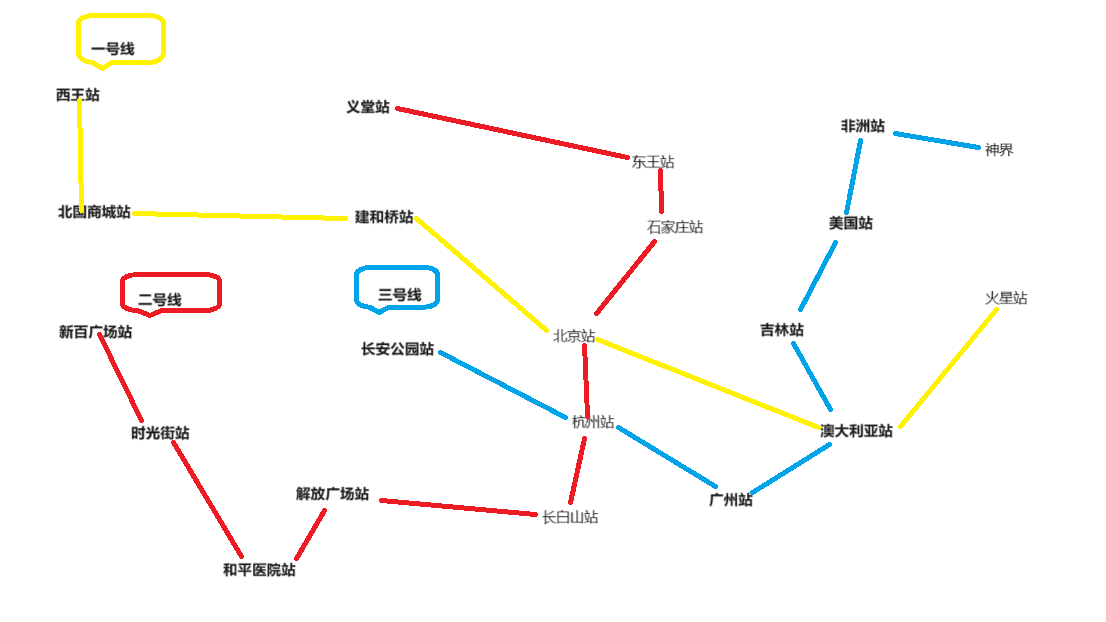 一号线
西王站
义堂站
非洲站
神界
东王站
北国商城站
建和桥站
石家庄站
美国站
二号线
三号线
火星站
新百广场站
长安公园站
北京站
吉林站
时光街站
杭州站
澳大利亚站
解放广场站
广州站
长白山站
和平医院站